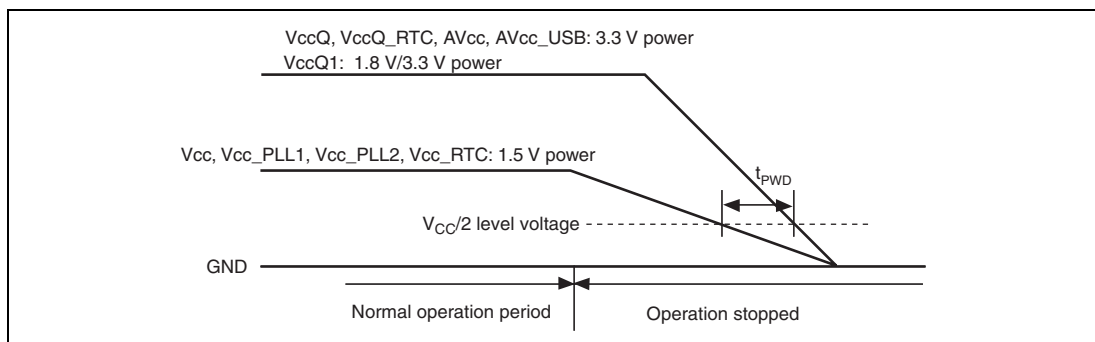 VccQ, VccQ_RTC, AVcc, AVcc_USB: 3.3 V power
VccQ1: 1.8 V/3.3 V power
Vcc, Vcc_PLL1, Vcc_PLL2, Vcc_RTC: 1.5 V power
tPWD
VCC/2 level voltage
GND
Normal operation period
Operation stopped